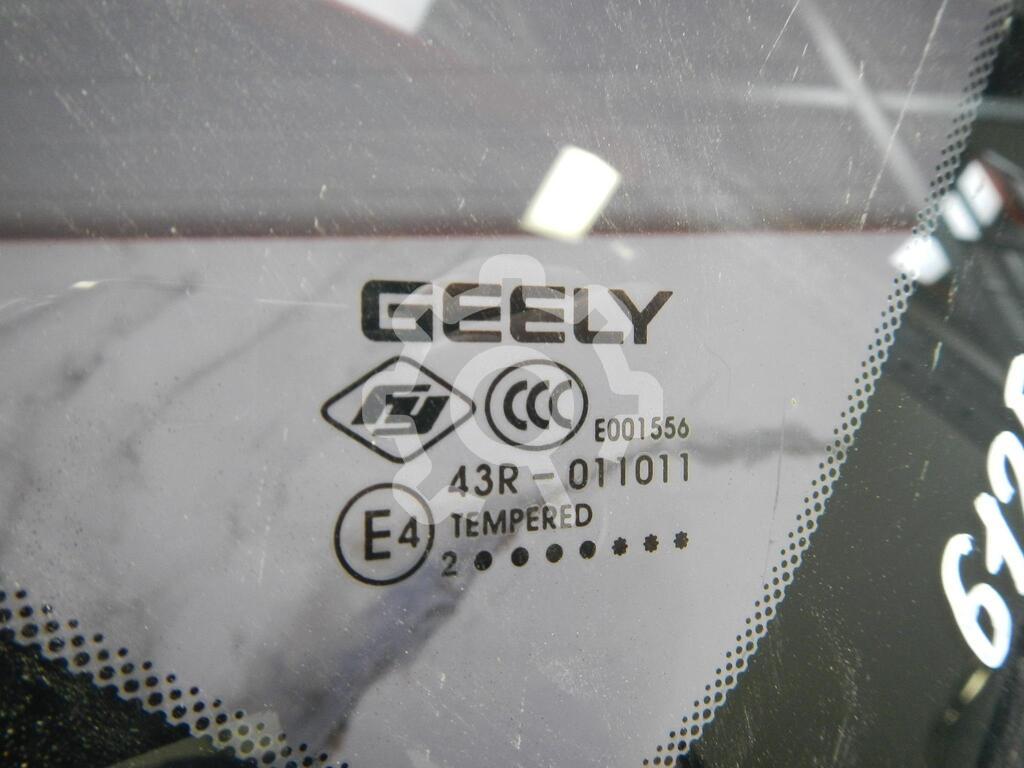 GEELY
CCC
E001556
43R - 011011
E4 TEMPERED
2